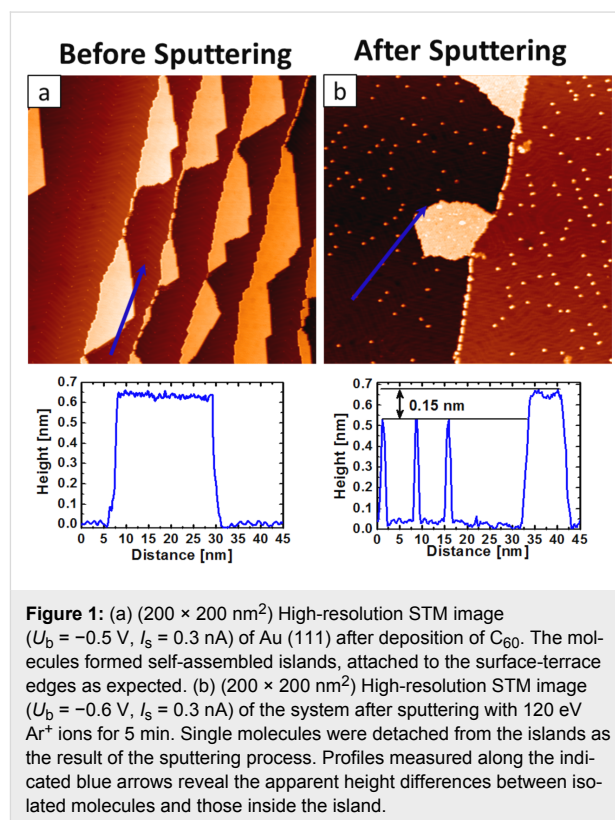 Before Sputtering After Sputtering
a b
0.7
0.6
0.5
0.4
0.3
0.2
0.1
0.0
Height [nm]
0 5 10 15 20 25 30 35 40 45
Distance [nm]
0.7
0.6
0.5
0.4
0.3
0.2
0.1
0.0
Height [nm]
0.15 nm
0 5 10 15 20 25 30 35 40 45
Distance [nm]
Figure 1: (a) (200 × 200 nm²) High-resolution STM image
(U_b = −0.5 V, I_s = 0.3 nA) of Au (111) after deposition of C₆₀. The mol-
ecules formed self-assembled islands, attached to the surface-terrace
edges as expected. (b) (200 × 200 nm²) High-resolution STM image
(U_b = −0.6 V, I_s = 0.3 nA) of the system after sputtering with 120 eV
Ar⁺ ions for 5 min. Single molecules were detached from the islands as
the result of the sputtering process. Profiles measured along the indi-
cated blue arrows reveal the apparent height differences between iso-
lated molecules and those inside the island.